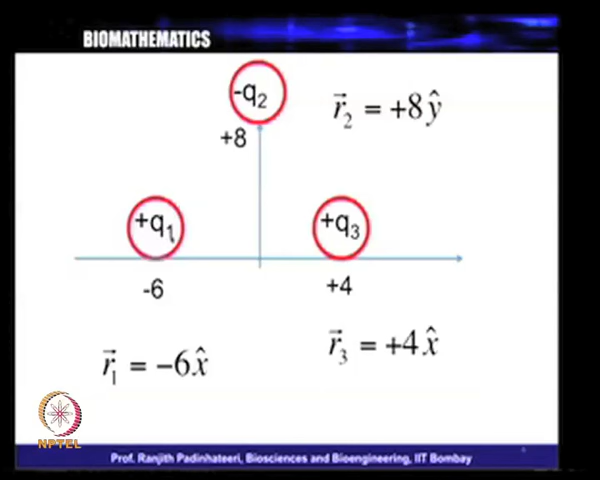 BIOMATHEMATICS
-q₂
r⃗₂ = +8ŷ
+8
+q₁
+q₃
-6
+4
r⃗₁ = −6x̂
r⃗₃ = +4x̂
NPTEL
Prof. Ranjith Padinhateeri, Biosciences and Bioengineering, IIT Bombay